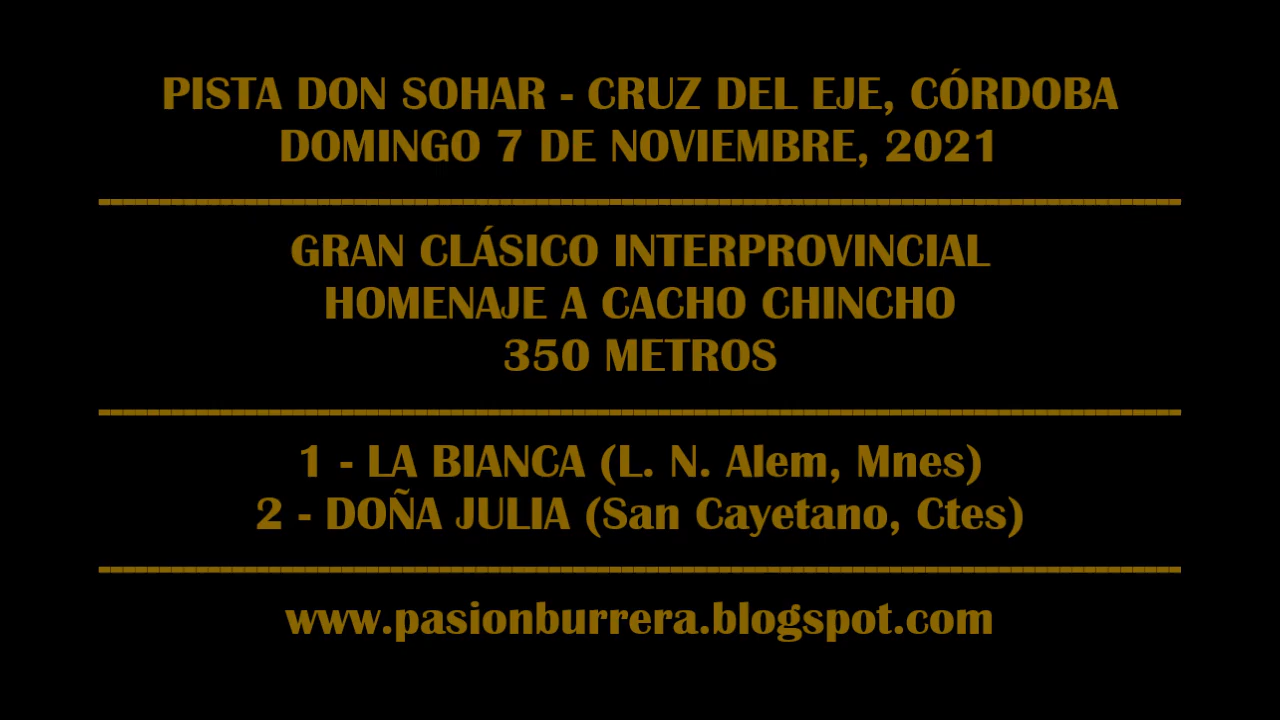 PISTA DON SOHAR - CRUZ DEL EJE, CÓRDOBA
DOMINGO 7 DE NOVIEMBRE, 2021
GRAN CLÁSICO INTERPROVINCIAL
HOMENAJE A CACHO CHINCHO
350 METROS
1 - LA BIANCA (L. N. Alem, Mnes)
2 - DOÑA JULIA (San Cayetano, Ctes)
www.pasionburrera.blogspot.com